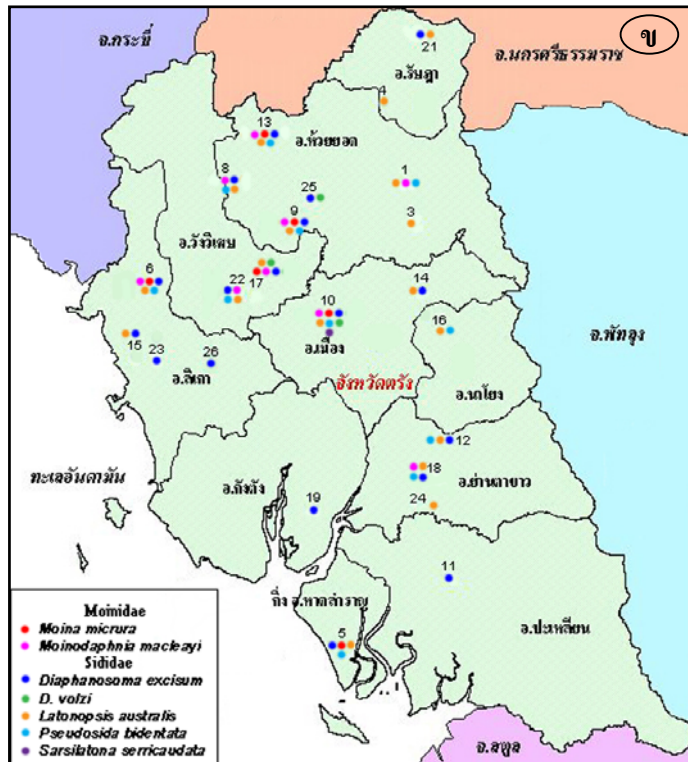 ข
จ.กระบี่
21
อ.รัษฎา
จ.นครศรีธรรมราช
4
13
อ.ห้วยยอด
8
1
25
9
3
อ.วังวิเศษ
6
22
17
14
10
16
อ.เมือง
15
23
26
จ.พัทลุง
อ.สิเกา
จังหวัดตรัง
อ.นาโยง
12
ทะเลอันดามัน
18
อ.ย่านตาขาว
อ.กันตัง
19
24
11
กิ่ง อ.หาดสำราญ
5
อ.ปะเหลียน
จ.สตูล
Moinidae
Moina micrura
Moinodaphnia macleayi
Sididae
Diaphanosoma excisum
D. volzi
Latonopsis australis
Pseudosida bidentata
Sarsilatona serricaudata